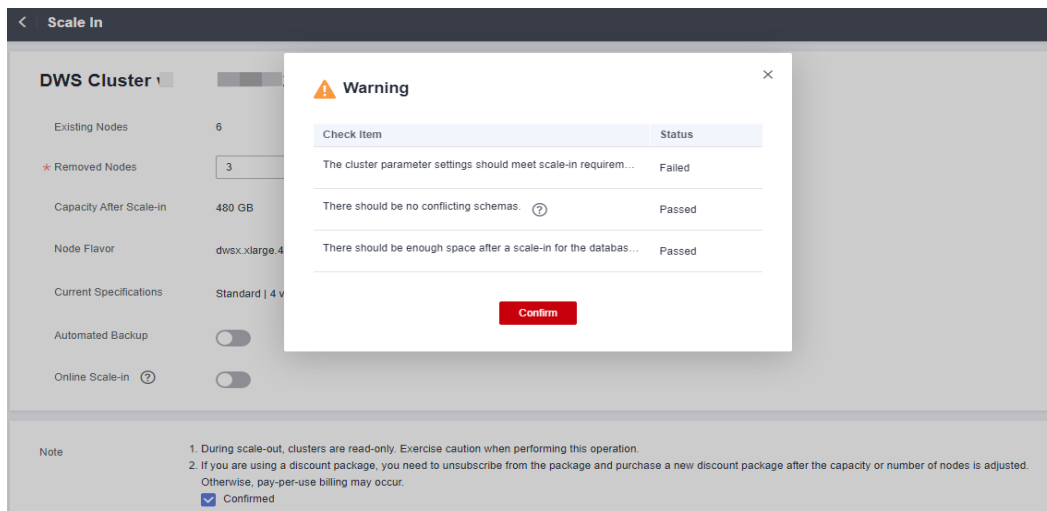 Scale In
DWS Cluster
Warning
Existing Nodes 6
Check Item Status
* Removed Nodes 3
The cluster parameter settings should meet scale-in requirem... Failed
Capacity After Scale-in 480 GB
There should be no conflicting schemas. ? Passed
Node Flavor dwsx.xlarge.4
There should be enough space after a scale-in for the databas... Passed
Current Specifications Standard | 4 v
Confirm
Automated Backup
Online Scale-in ?
Note
1. During scale-out, clusters are read-only. Exercise caution when performing this operation.
2. If you are using a discount package, you need to unsubscribe from the package and purchase a new discount package after the capacity or number of nodes is adjusted.
Otherwise, pay-per-use billing may occur.
Confirmed